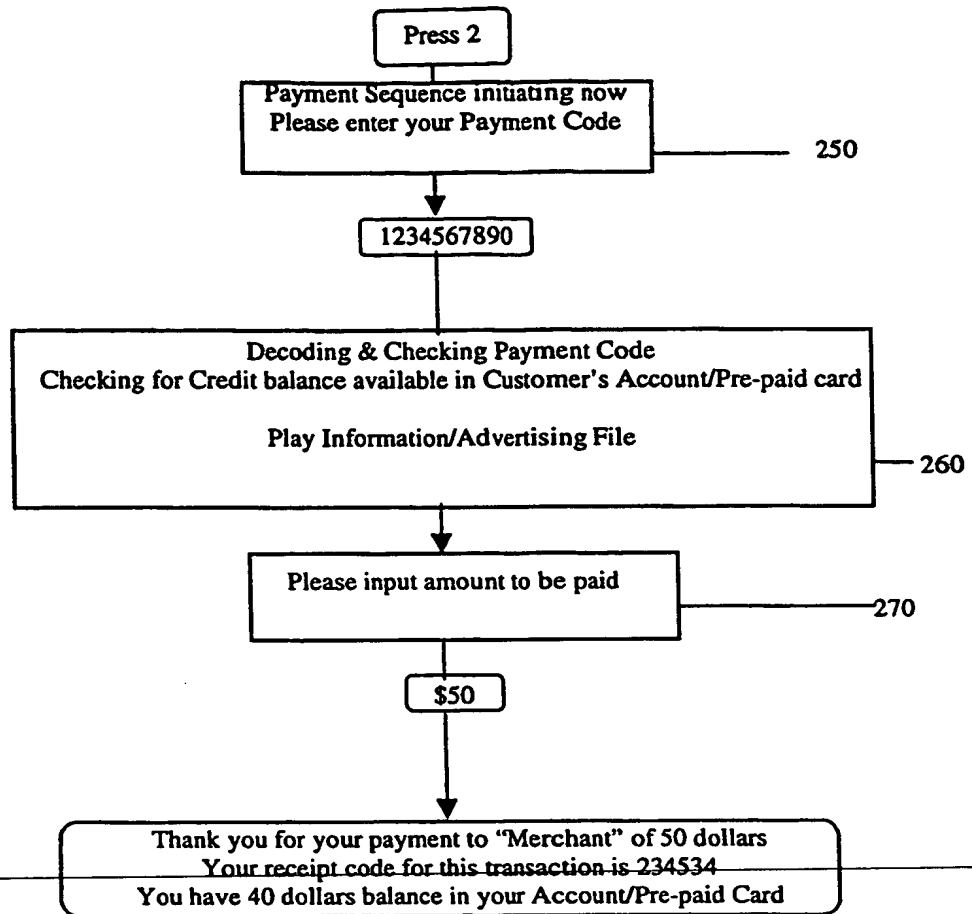 Press 2
Payment Sequence initiating now
Please enter your Payment Code
250
1234567890
Decoding & Checking Payment Code
Checking for Credit balance available in Customer's Account/Pre-paid card
Play Information/Advertising File
260
Please input amount to be paid
270
$50
Thank you for your payment to “Merchant” of 50 dollars
Your receipt code for this transaction is 234534
You have 40 dollars balance in your Account/Pre-paid Card